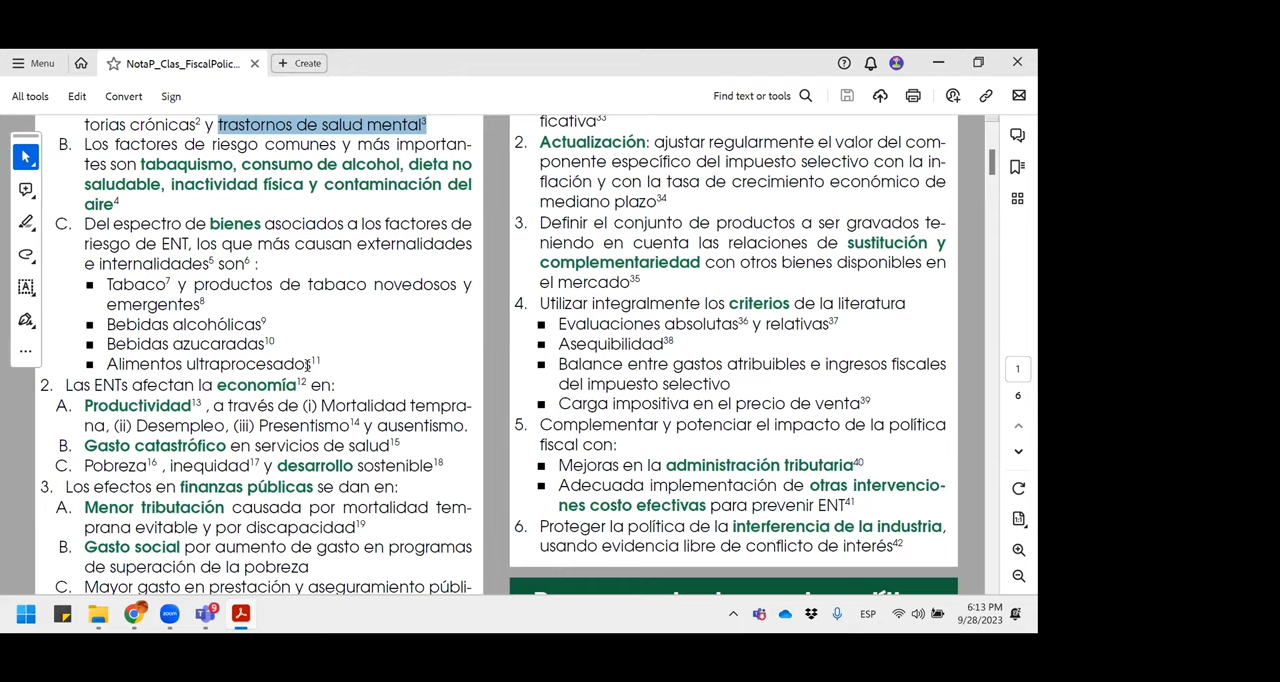 Menu
NotaP_Clas_FiscalPolic...
Create
All tools
Edit
Convert
Sign
Find text or tools
torias crónicas² y trastornos de salud mental³
B. Los factores de riesgo comunes y más importan-
tes son tabaquismo, consumo de alcohol, dieta no
saludable, inactividad física y contaminación del
aire⁴
C. Del espectro de bienes asociados a los factores de
riesgo de ENT, los que más causan externalidades
e internalidades⁵ son⁶ :
▪ Tabaco⁷ y productos de tabaco novedosos y
emergentes⁸
▪ Bebidas alcohólicas⁹
▪ Bebidas azucaradas¹⁰
▪ Alimentos ultraprocesados¹¹
2. Las ENTs afectan la economía¹² en:
A. Productividad¹³ , a través de (i) Mortalidad tempra-
na, (ii) Desempleo, (iii) Presentismo¹⁴ y ausentismo.
B. Gasto catastrófico en servicios de salud¹⁵
C. Pobreza¹⁶ , inequidad¹⁷ y desarrollo sostenible¹⁸
3. Los efectos en finanzas públicas se dan en:
A. Menor tributación causada por mortalidad tem-
prana evitable y por discapacidad¹⁹
B. Gasto social por aumento de gasto en programas
de superación de la pobreza
C. Mayor gasto en prestación y aseguramiento públi-
ficativa³³
2. Actualización: ajustar regularmente el valor del com-
ponente específico del impuesto selectivo con la in-
flación y con la tasa de crecimiento económico de
mediano plazo³⁴
3. Definir el conjunto de productos a ser gravados te-
niendo en cuenta las relaciones de sustitución y
complementariedad con otros bienes disponibles en
el mercado³⁵
4. Utilizar integralmente los criterios de la literatura
▪ Evaluaciones absolutas³⁶ y relativas³⁷
▪ Asequibilidad³⁸
▪ Balance entre gastos atribuibles e ingresos fiscales
del impuesto selectivo
▪ Carga impositiva en el precio de venta³⁹
5. Complementar y potenciar el impacto de la política
fiscal con:
▪ Mejoras en la administración tributaria⁴⁰
▪ Adecuada implementación de otras intervencio-
nes costo efectivas para prevenir ENT⁴¹
6. Proteger la política de la interferencia de la industria,
usando evidencia libre de conflicto de interés⁴²
1
6
9
zoom
ESP
6:13 PM
9/28/2023